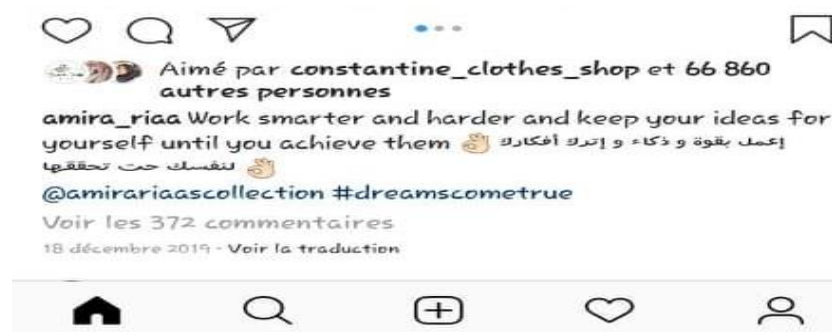 Aimé par constantine_clothes_shop et 66 860
autres personnes
amira_riaa Work smarter and harder and keep your ideas for
yourself until you achieve them 👌 إعمل بقوة و ذكاء و إترك أفكارك
لنفسك حت تحققها 👌
@amirariaascollection #dreamscometrue
Voir les 372 commentaires
18 décembre 2019 · Voir la traduction